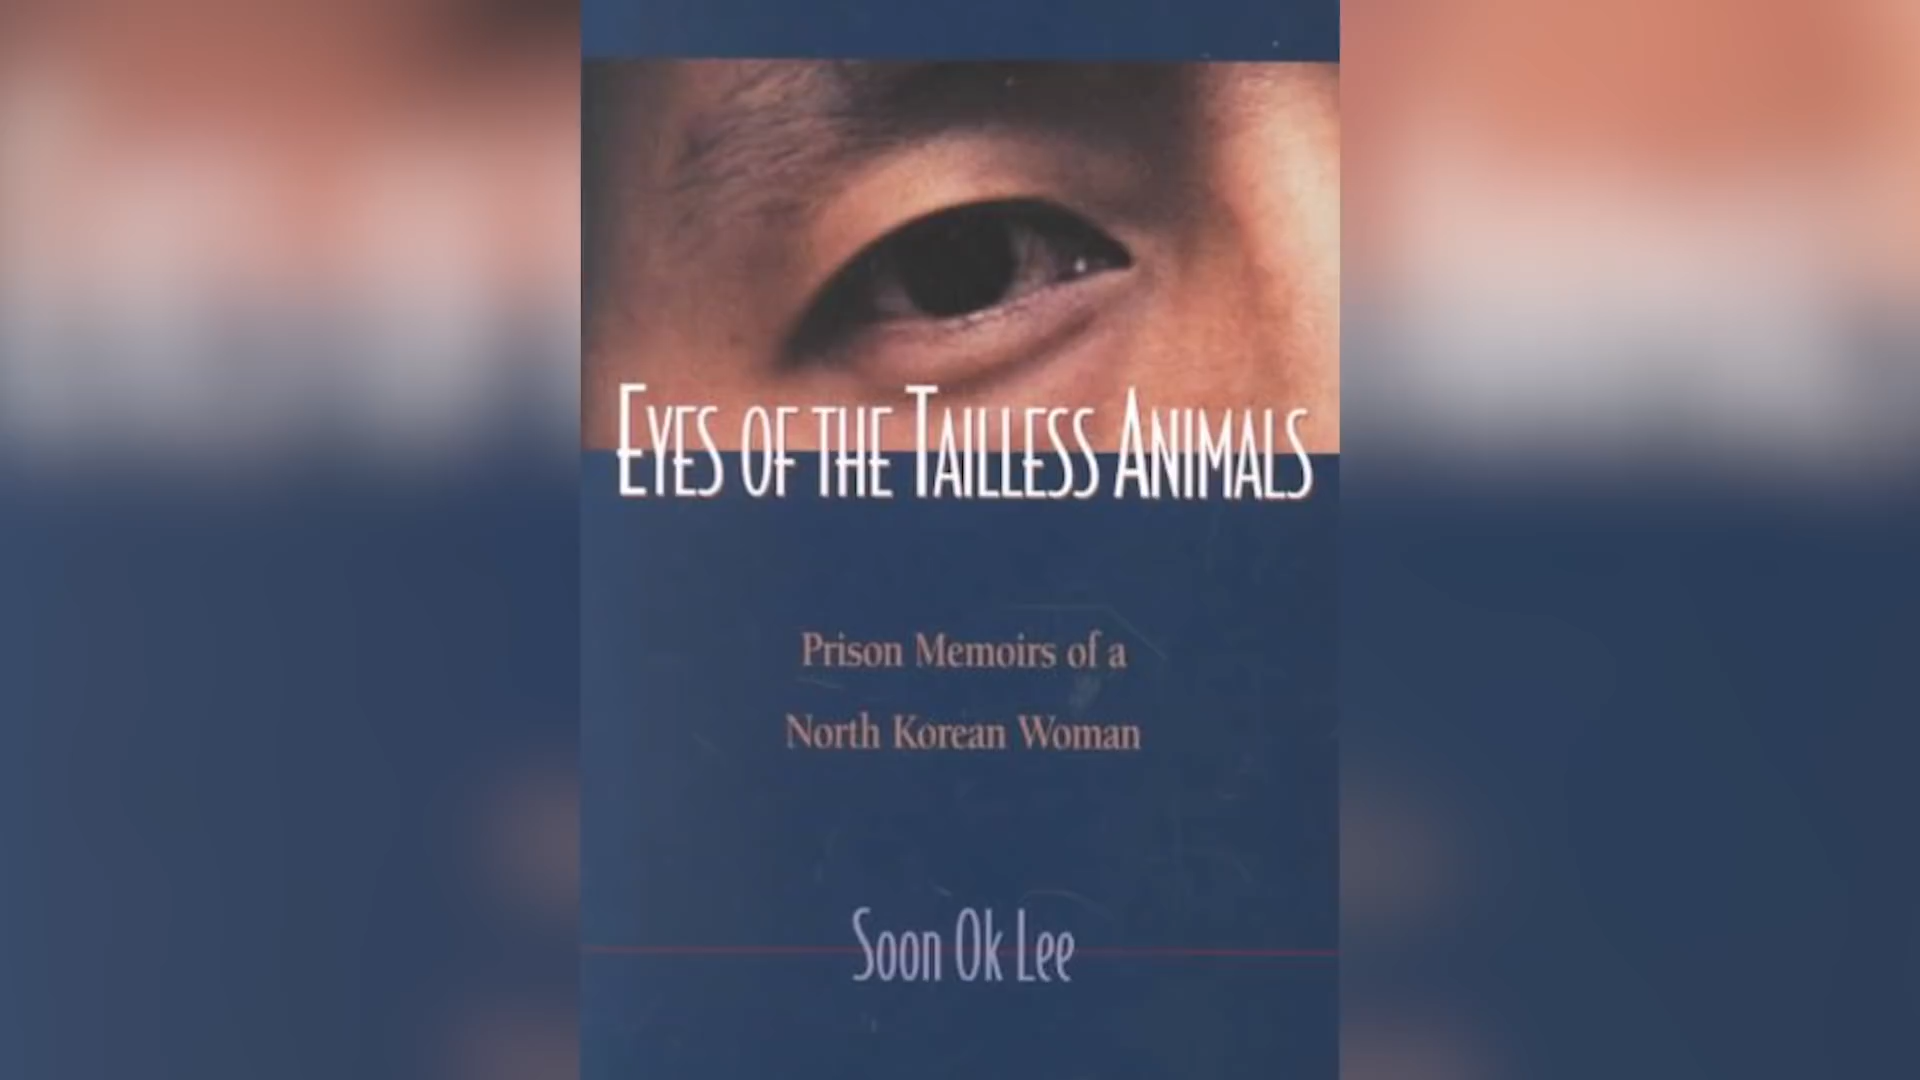 EYES OF THE TAILLESS ANIMALS
Prison Memoirs of a
North Korean Woman
Soon Ok Lee